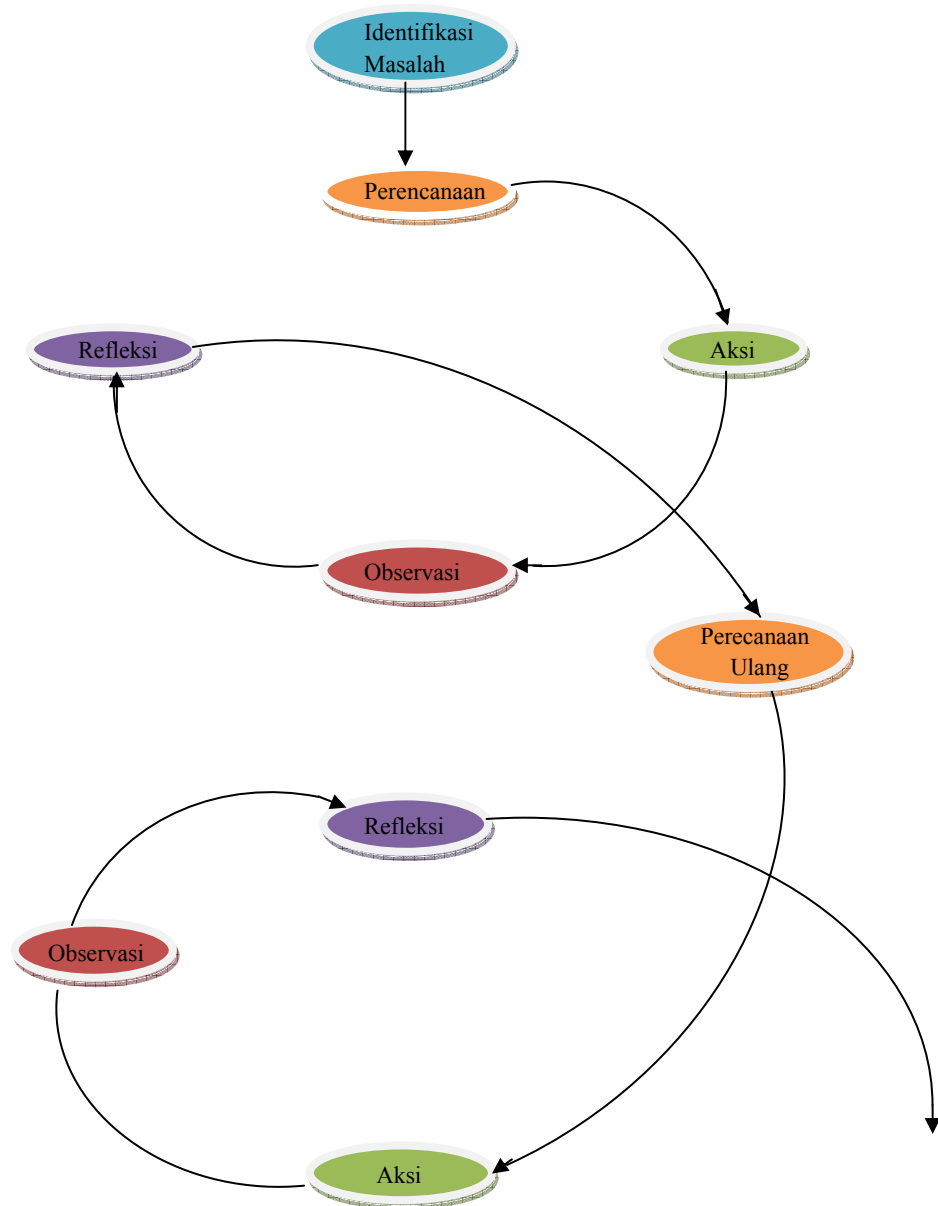 Identifikasi
Masalah
Perencanaan
Refleksi
Aksi
Observasi
Perecanaan
Ulang
Refleksi
Observasi
Aksi